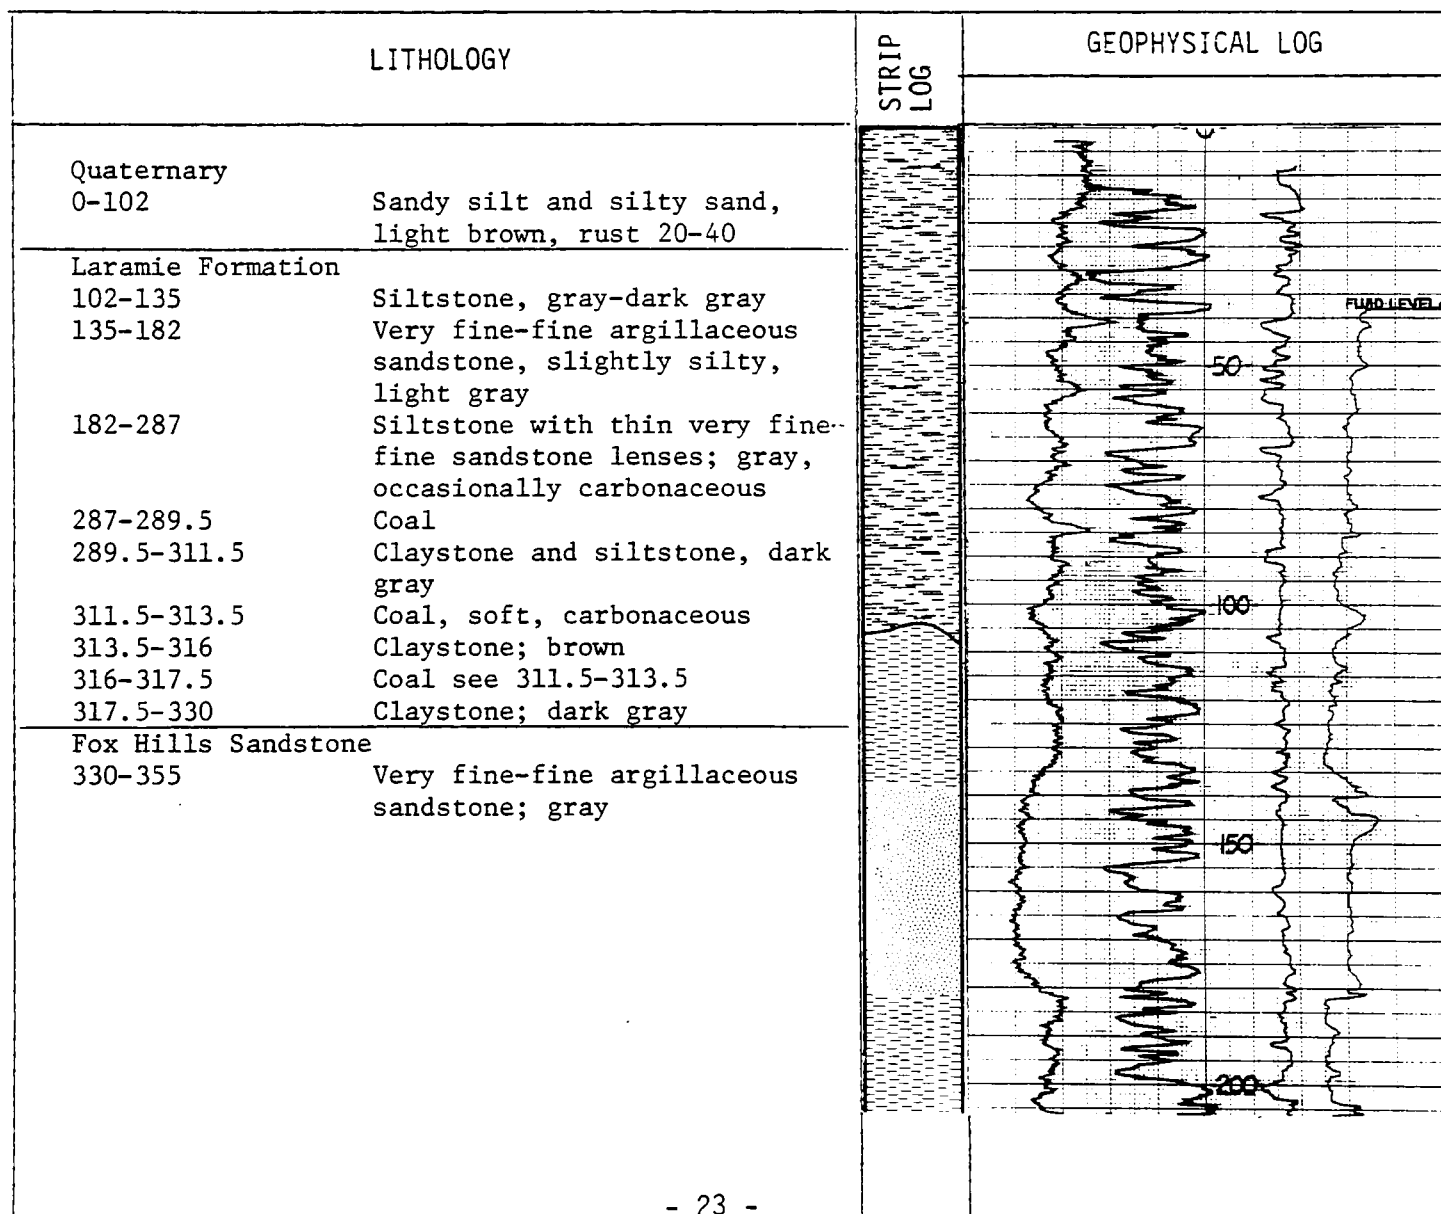 LITHOLOGY
STRIP LOG
GEOPHYSICAL LOG
Quaternary
0-102 Sandy silt and silty sand,
light brown, rust 20-40
Laramie Formation
102-135 Siltstone, gray-dark gray
135-182 Very fine-fine argillaceous
sandstone, slightly silty,
light gray
182-287 Siltstone with thin very fine-
fine sandstone lenses; gray,
occasionally carbonaceous
287-289.5 Coal
289.5-311.5 Claystone and siltstone, dark
gray
311.5-313.5 Coal, soft, carbonaceous
313.5-316 Claystone; brown
316-317.5 Coal see 311.5-313.5
317.5-330 Claystone; dark gray
Fox Hills Sandstone
330-355 Very fine-fine argillaceous
sandstone; gray
FLUID LEVEL
50
100
150
200
- 23 -